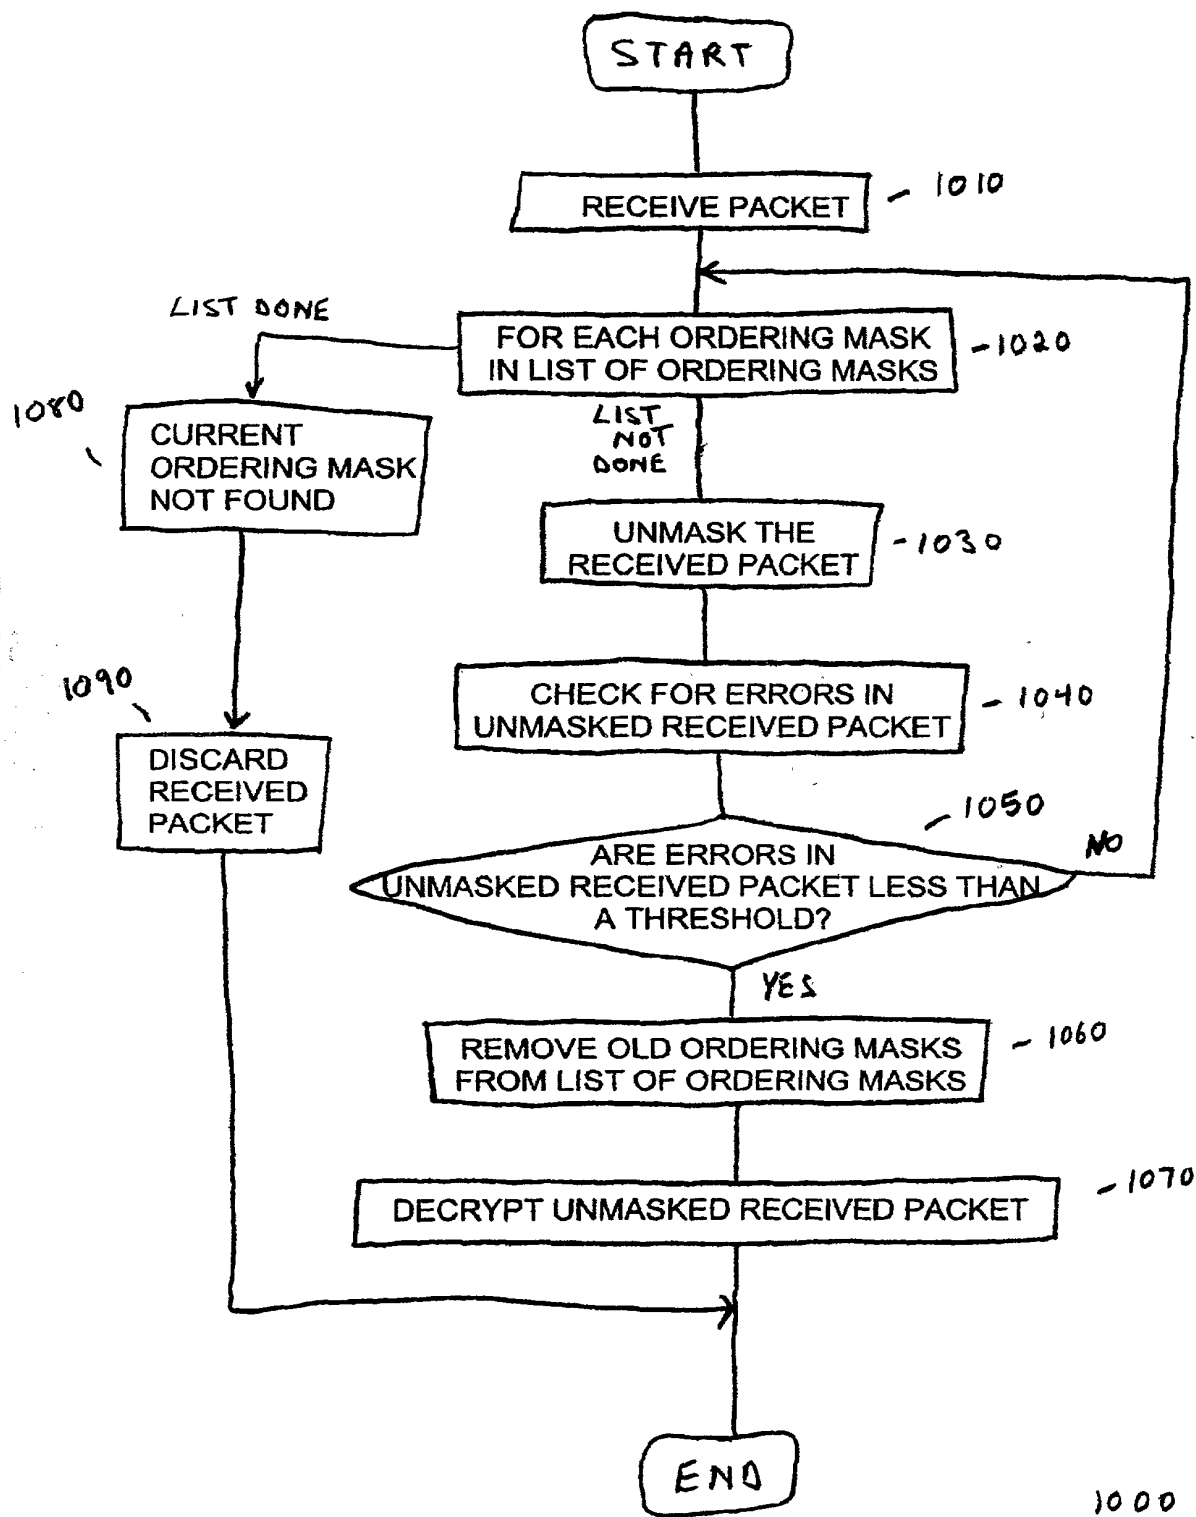 START
RECEIVE PACKET
1010
LIST DONE
FOR EACH ORDERING MASK
IN LIST OF ORDERING MASKS
1020
1080
CURRENT
ORDERING MASK
NOT FOUND
LIST
NOT
DONE
UNMASK THE
RECEIVED PACKET
1030
1090
CHECK FOR ERRORS IN
UNMASKED RECEIVED PACKET
1040
DISCARD
RECEIVED
PACKET
1050
ARE ERRORS IN
UNMASKED RECEIVED PACKET LESS THAN
A THRESHOLD?
NO
YES
REMOVE OLD ORDERING MASKS
FROM LIST OF ORDERING MASKS
1060
DECRYPT UNMASKED RECEIVED PACKET
1070
END
1000